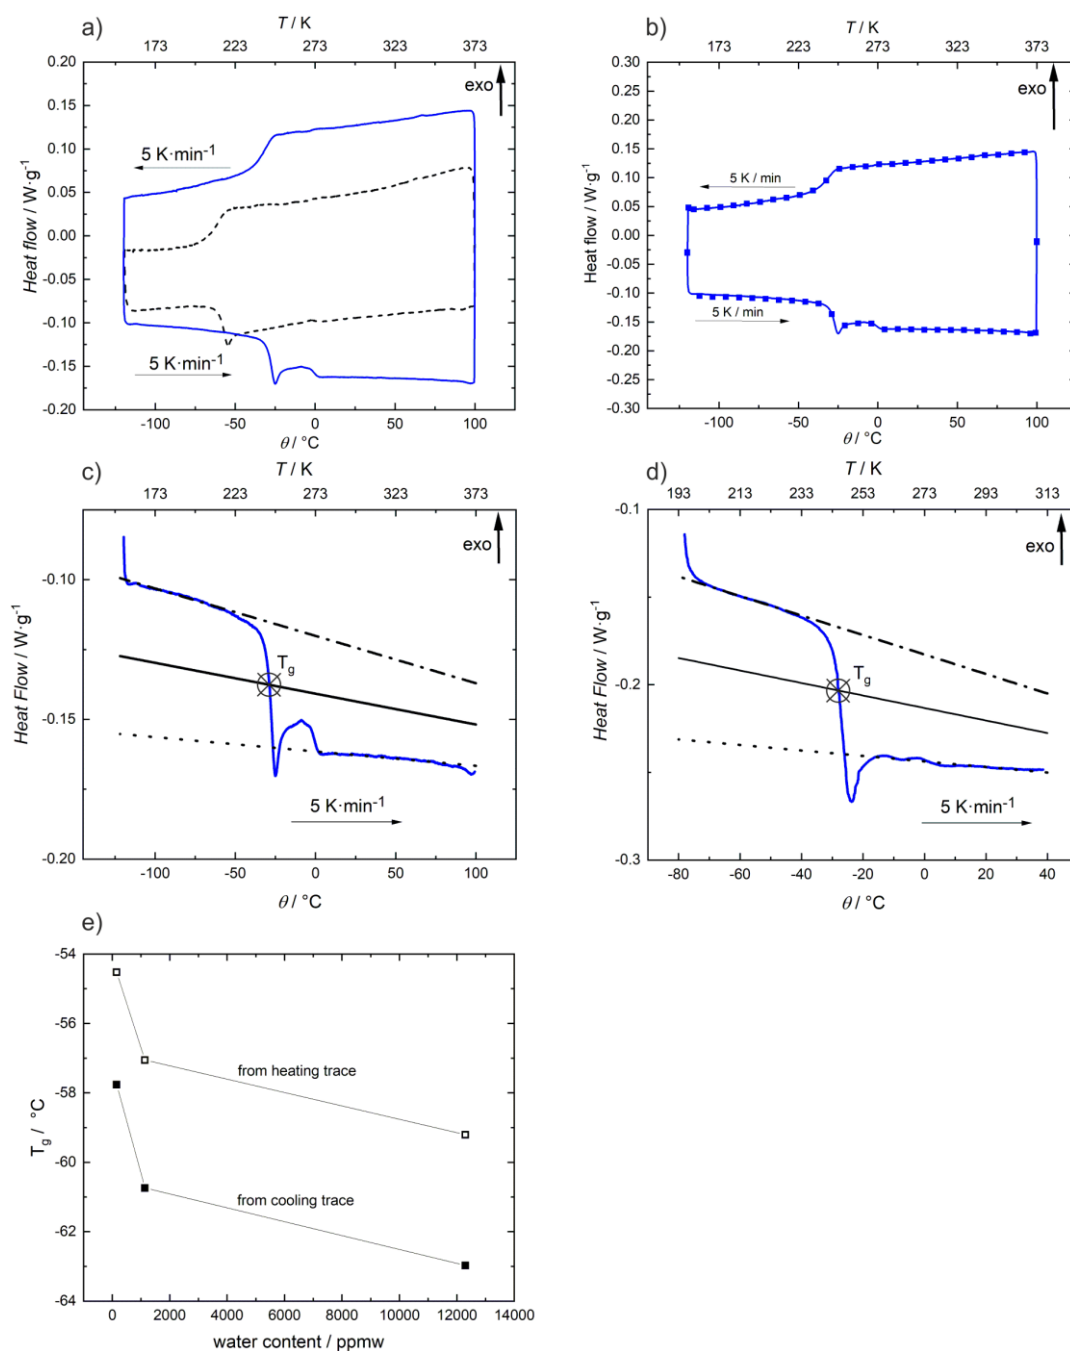 a)
T / K
173 223 273 323 373
0.20
0.15
0.10
0.05
0.00
-0.05
-0.10
-0.15
-0.20
Heat flow / W·g⁻¹
exo
5 K·min⁻¹
5 K·min⁻¹
-100 -50 0 50 100
θ / °C
b)
T / K
173 223 273 323 373
0.30
0.25
0.20
0.15
0.10
0.05
0.00
-0.05
-0.10
-0.15
-0.20
-0.25
-0.30
Heat flow / W·g⁻¹
exo
5 K / min
5 K / min
-100 -50 0 50 100
θ / °C
c)
T / K
173 223 273 323 373
-0.10
-0.15
-0.20
Heat Flow / W·g⁻¹
exo
Tg
5 K·min⁻¹
-100 -50 0 50 100
θ / °C
d)
T / K
193 213 233 253 273 293 313
-0.1
-0.2
-0.3
Heat Flow / W·g⁻¹
exo
Tg
5 K·min⁻¹
-80 -60 -40 -20 0 20 40
θ / °C
e)
-54
-56
-58
-60
-62
-64
Tg / °C
from heating trace
from cooling trace
0 2000 4000 6000 8000 10000 12000 14000
water content / ppmw